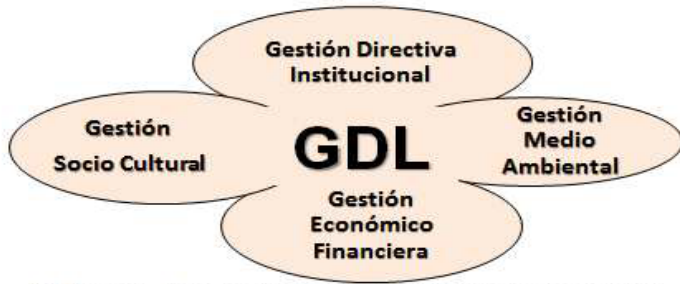 Gestión Directiva
Institucional
Gestión
Socio Cultural
GDL
Gestión
Medio
Ambiental
Gestión
Económico
Financiera